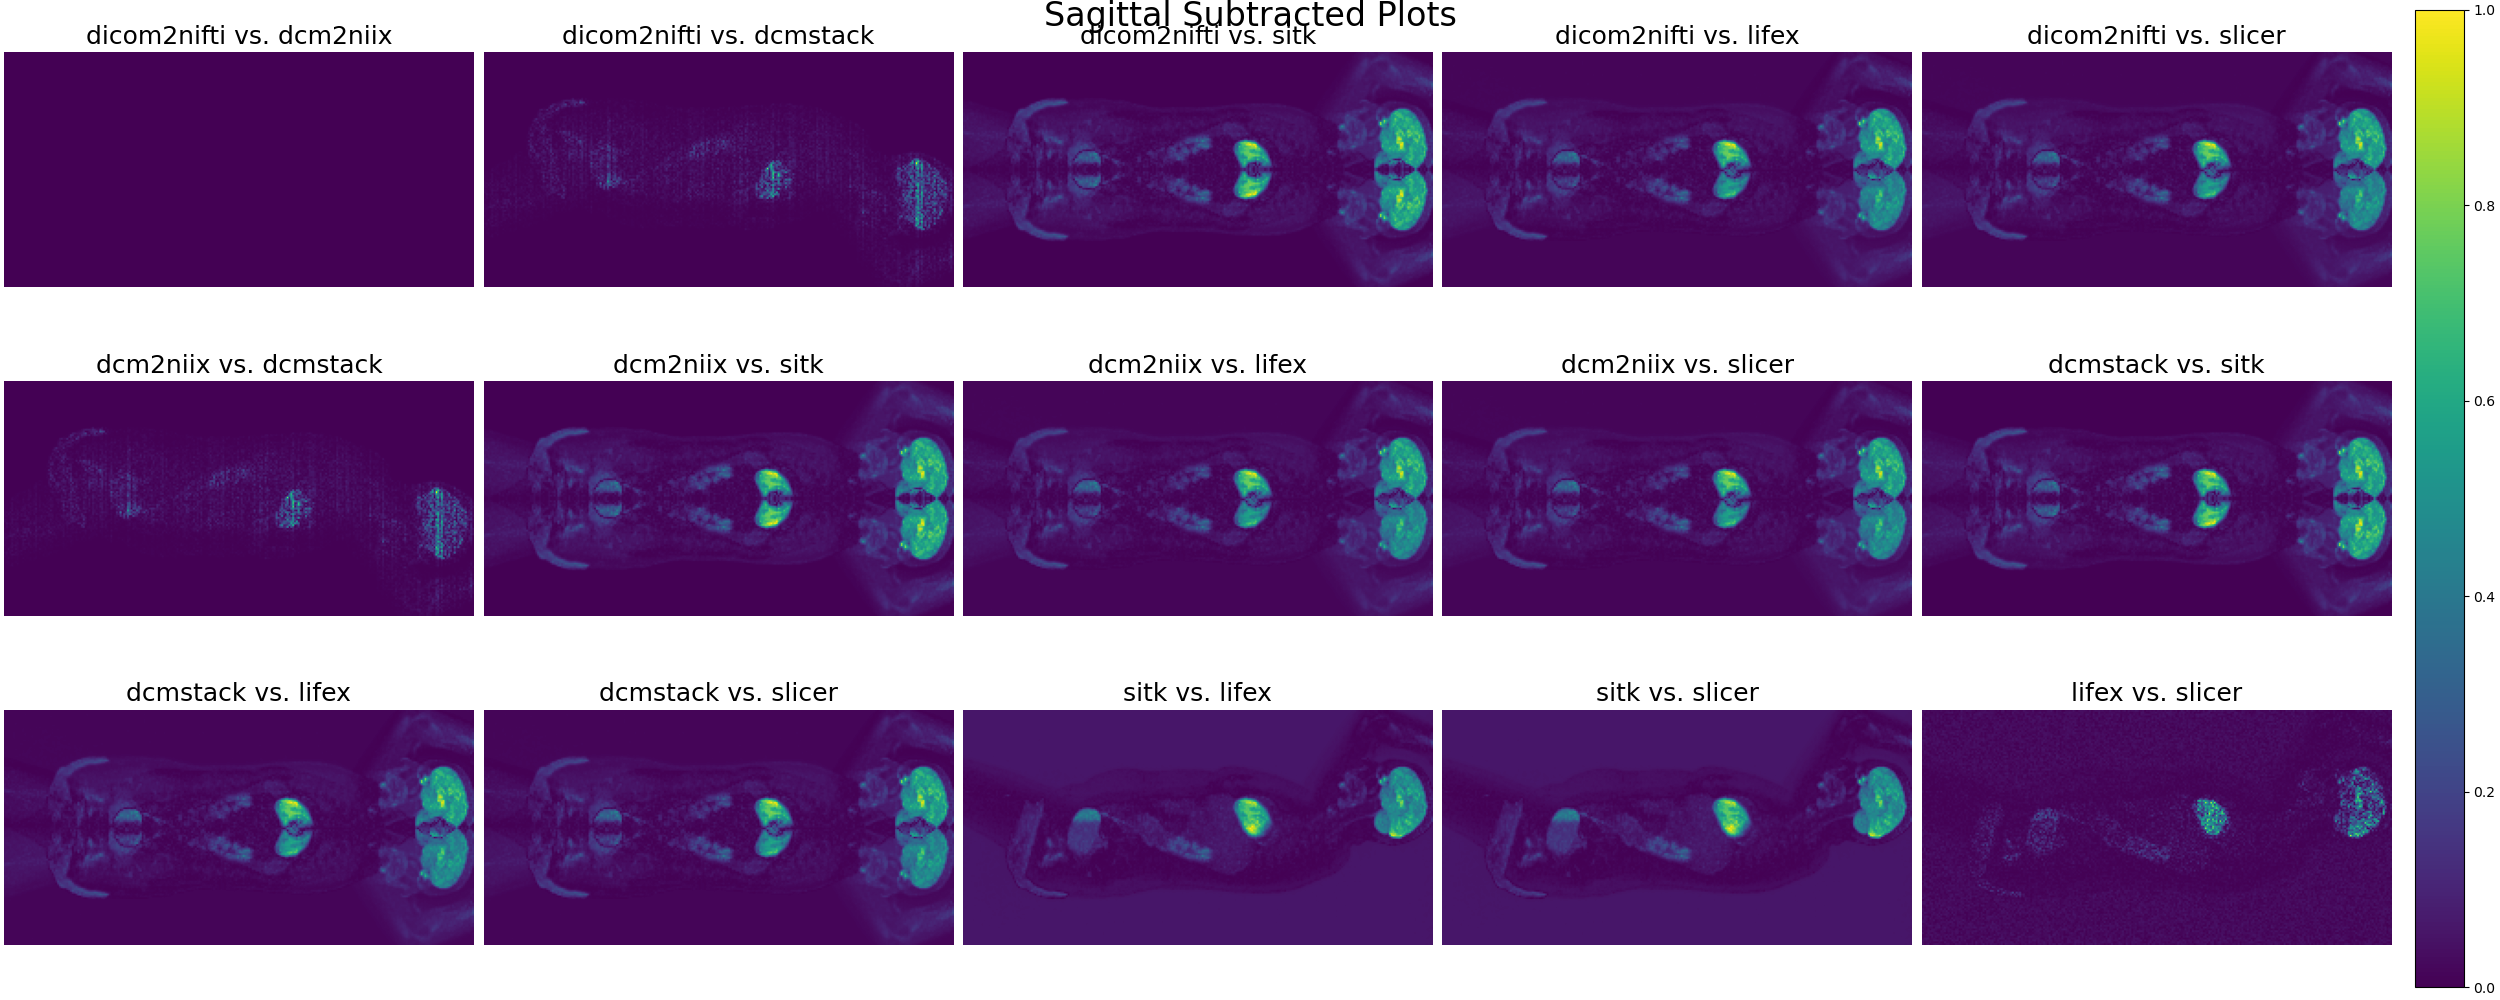 Sagittal Subtracted Plots
dicom2nifti vs. dcm2niix
dicom2nifti vs. dcmstack
dicom2nifti vs. sitk
dicom2nifti vs. lifex
dicom2nifti vs. slicer
dcm2niix vs. dcmstack
dcm2niix vs. sitk
dcm2niix vs. lifex
dcm2niix vs. slicer
dcmstack vs. sitk
dcmstack vs. lifex
dcmstack vs. slicer
sitk vs. lifex
sitk vs. slicer
lifex vs. slicer
1.0
0.8
0.6
0.4
0.2
0.0